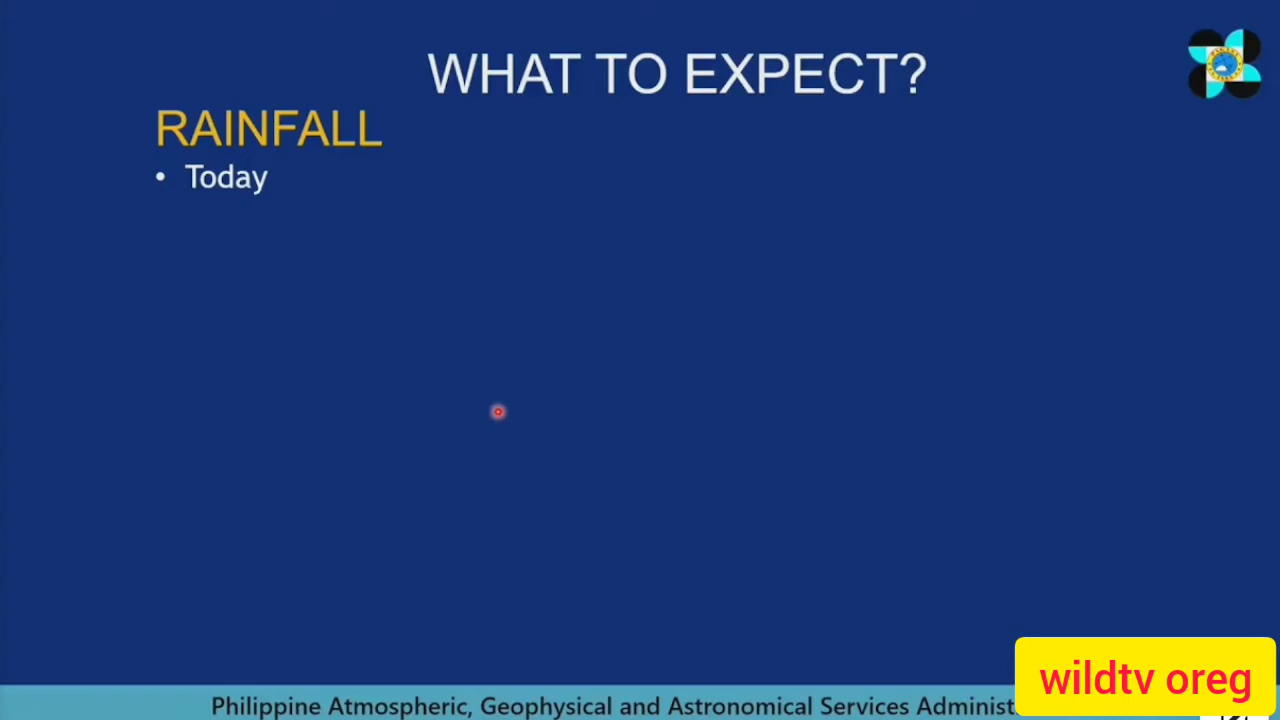 WHAT TO EXPECT?
RAINFALL
• Today
wildtv oreg
Philippine Atmospheric, Geophysical and Astronomical Services Administ